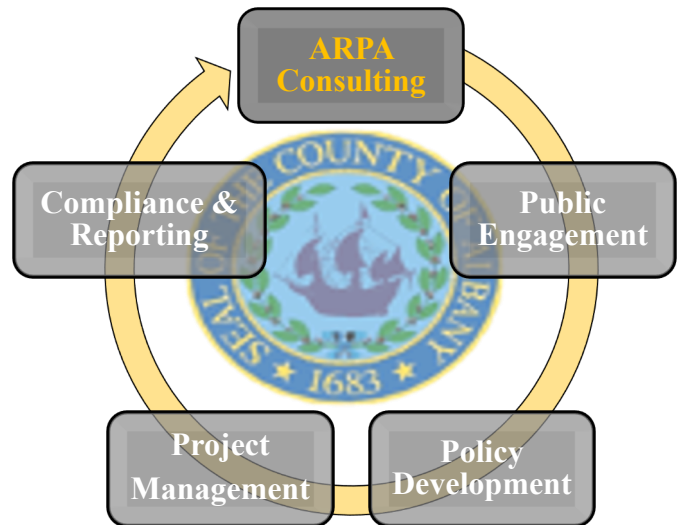 ARPA
Consulting
Public
Engagement
Policy
Development
Project
Management
Compliance &
Reporting
SEAL OF THE COUNTY OF ALBANY
1683